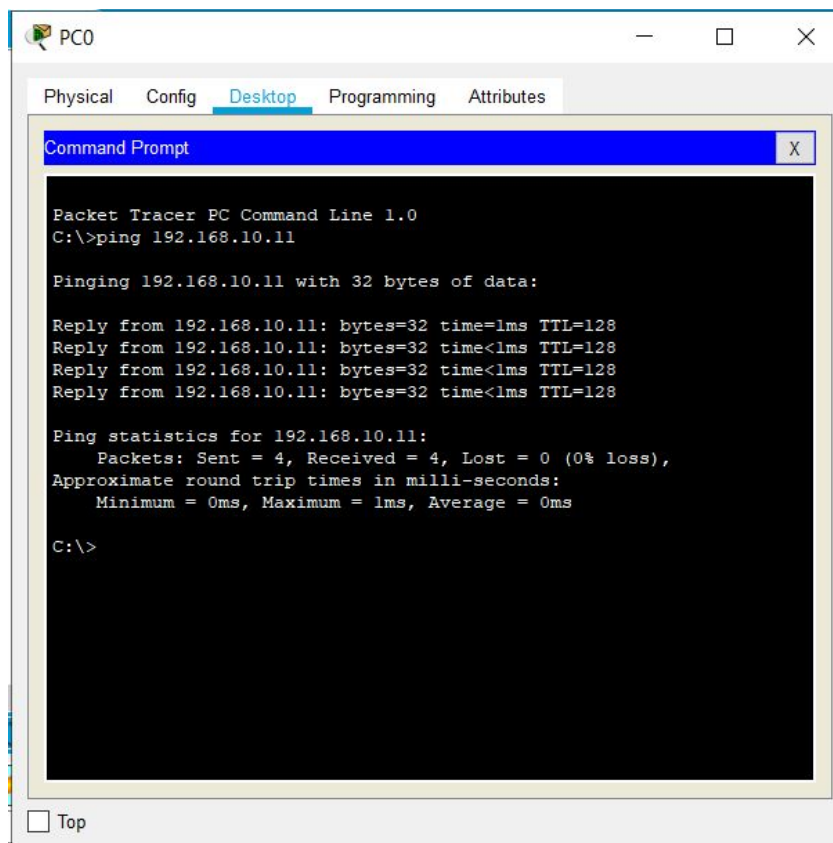 PC0
Physical Config Desktop Programming Attributes
Command Prompt
X
Packet Tracer PC Command Line 1.0
C:\>ping 192.168.10.11
Pinging 192.168.10.11 with 32 bytes of data:
Reply from 192.168.10.11: bytes=32 time=1ms TTL=128
Reply from 192.168.10.11: bytes=32 time<1ms TTL=128
Reply from 192.168.10.11: bytes=32 time<1ms TTL=128
Reply from 192.168.10.11: bytes=32 time<1ms TTL=128
Ping statistics for 192.168.10.11:
Packets: Sent = 4, Received = 4, Lost = 0 (0% loss),
Approximate round trip times in milli-seconds:
Minimum = 0ms, Maximum = 1ms, Average = 0ms
C:\>
Top